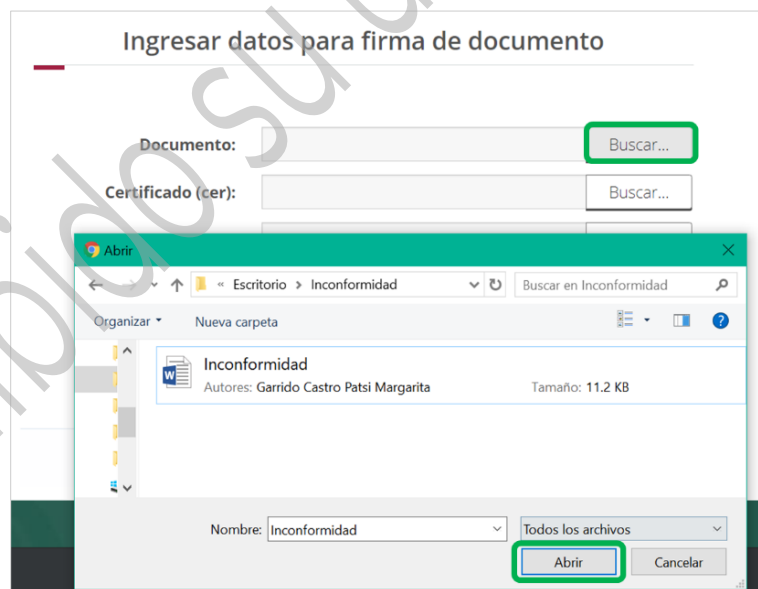 Ingresar datos para firma de documento
Documento:
Buscar...
Certificado (cer):
Buscar...
Abrir
« Escritorio > Inconformidad
Buscar en Inconformidad
Organizar
Nueva carpeta
Inconformidad
Autores: Garrido Castro Patsi Margarita
Tamaño: 11.2 KB
Nombre: Inconformidad
Todos los archivos
Abrir
Cancelar